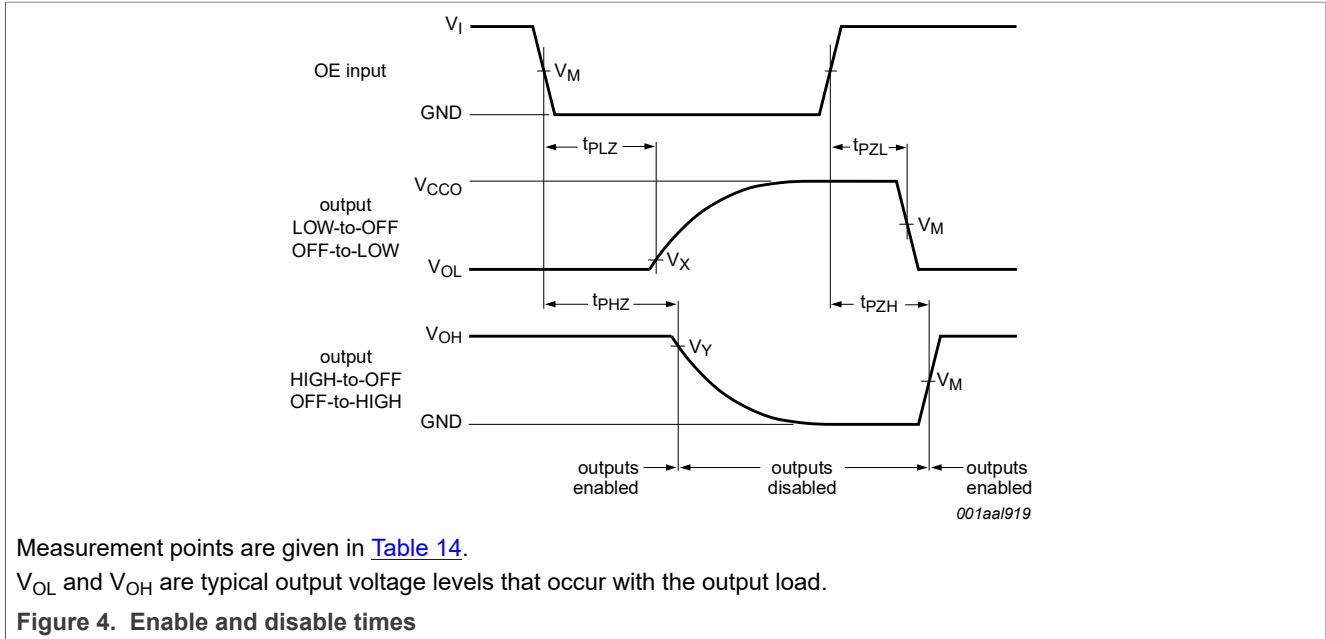 VI
OE input
VM
GND
tPLZ
tPZL
VCCO
output
LOW-to-OFF
OFF-to-LOW
VM
VX
VOL
tPHZ
tPZH
VOH
VY
output
HIGH-to-OFF
OFF-to-HIGH
VM
GND
outputs enabled
outputs disabled
outputs enabled
001aal919
Measurement points are given in Table 14.
VOL and VOH are typical output voltage levels that occur with the output load.
Figure 4. Enable and disable times